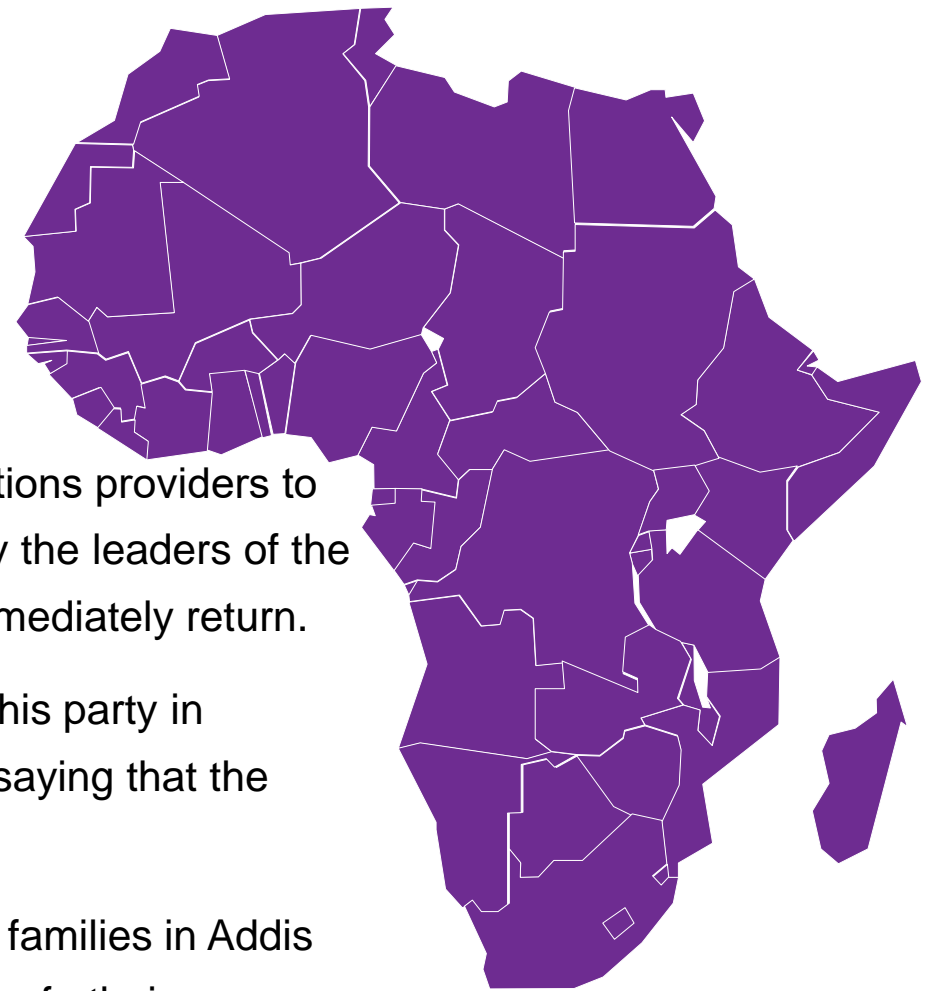 tions providers to
the leaders of the
mediately return.
his party in
saying that the
families in Addis